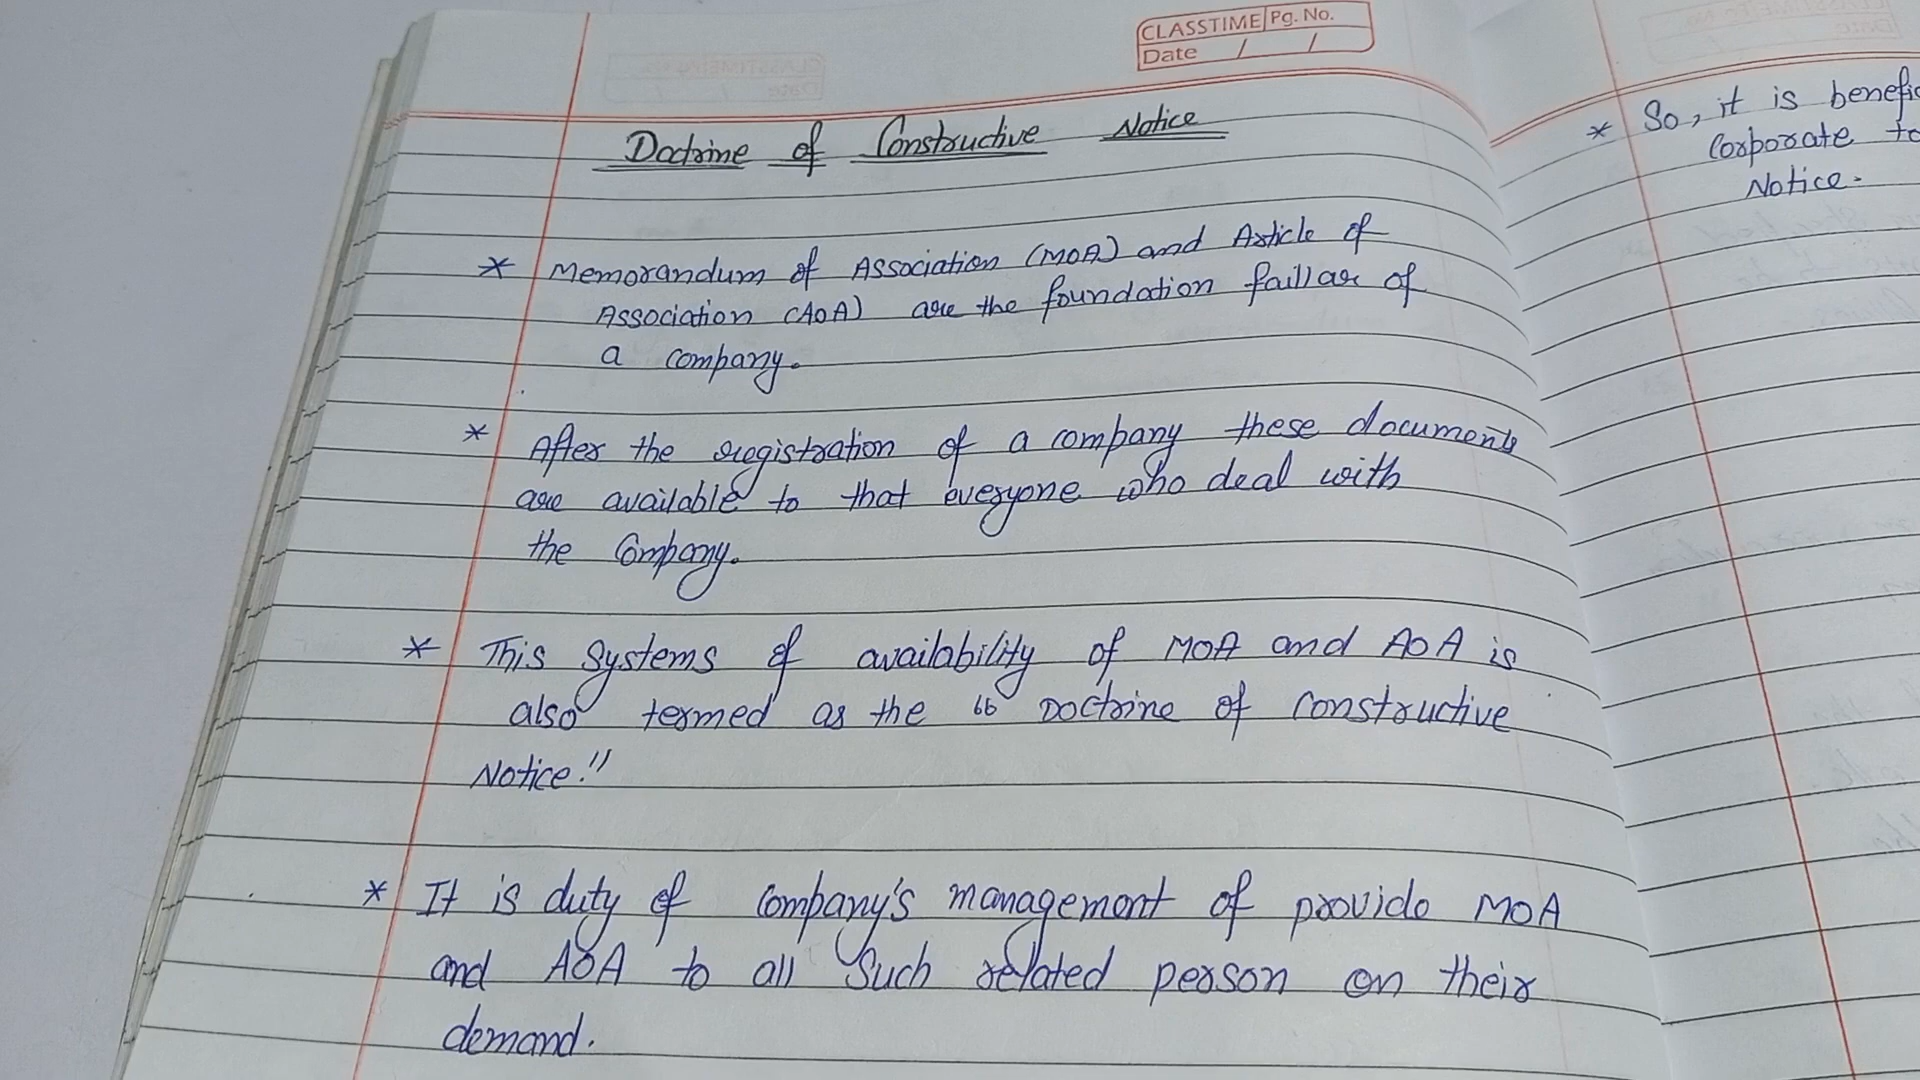 CLASSTIME Pg. No.
Date / /
Doctrine of Constructive Notice
* Memorandum of Association (MOA) and Article of
Association (AOA) are the foundation faillar of
a company.
* After the registration of a company these documents
are available to that everyone who deal with
the Company.
* This Systems of availability of MOA and AOA is
also termed as the "Doctrine of constructive
Notice."
* It is duty of Company's management of provide MOA
and AOA to all such related person on their
demand.
* So, it is
Corporate to
Notice.